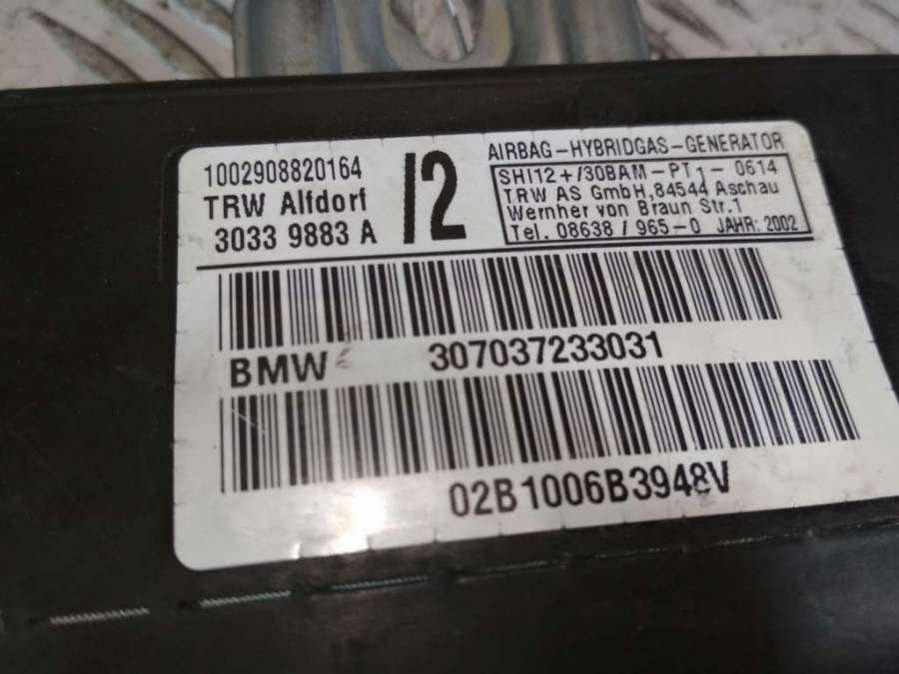 1002908820164
TRW Alfdorf
3033 9883 A
12
AIRBAG-HYBRIDGAS-GENERATOR
SHI12+/30BAM-PT1-0614
TRW AS GmbH,84544 Aschau
Wernher von Braun Str.1
Tel. 08638 / 965-0 JAHR: 2002
BMW 307037233031
02B1006B3948V